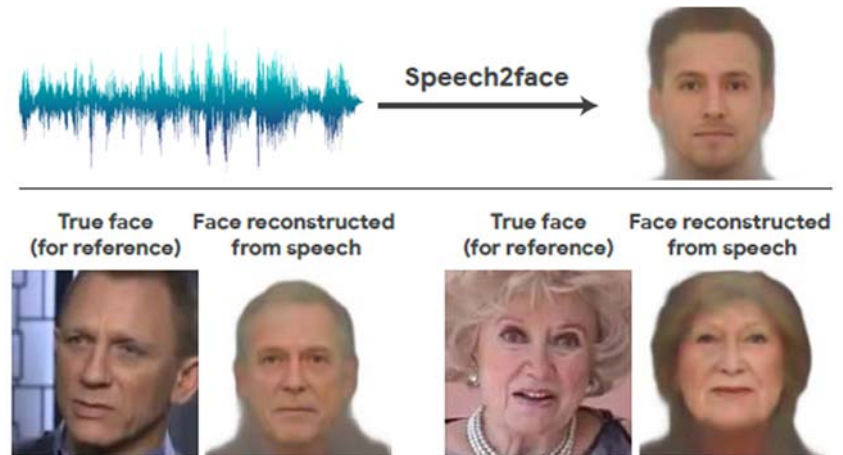 Speech2face
True face
(for reference)
Face reconstructed
from speech
True face
(for reference)
Face reconstructed
from speech